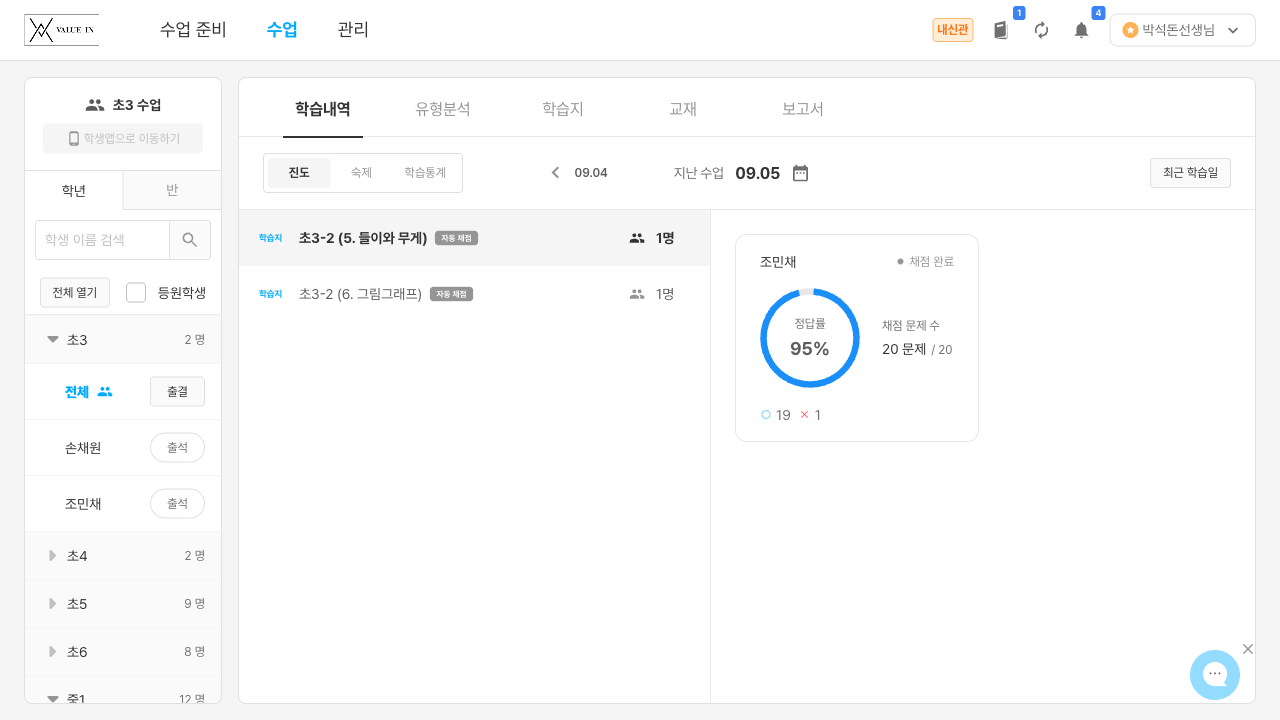 VALUE IN
수업 준비
수업
관리
내신관
1
4
박석돈선생님
초3 수업
학생앱으로 이동하기
학년
반
학생 이름 검색
전체 열기
등원학생
초3
2 명
전체
출결
손채원
출석
조민채
출석
초4
2 명
초5
9 명
초6
8 명
중1
12 명
학습내역
유형분석
학습지
교재
보고서
진도
숙제
학습통계
09.04
지난 수업
09.05
최근 학습일
학습지
초3-2 (5. 들이와 무게)
자동 채점
1명
학습지
초3-2 (6. 그림그래프)
자동 채점
1명
조민채
채점 완료
정답률
95%
채점 문제 수
20 문제 / 20
19
1